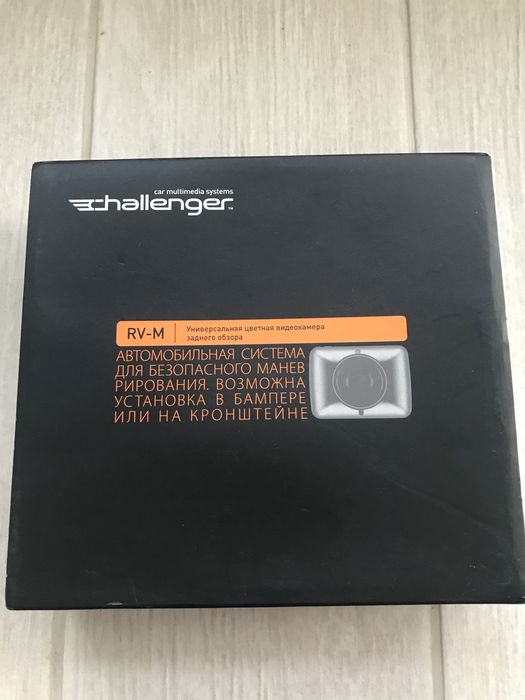 car multimedia systems
challenger™
RV-M
Универсальная цветная видеокамера
заднего обзора
АВТОМОБИЛЬНАЯ СИСТЕМА
ДЛЯ БЕЗОПАСНОГО МАНЕВ
РИРОВАНИЯ. ВОЗМОЖНА
УСТАНОВКА В БАМПЕРЕ
ИЛИ НА КРОНШТЕЙНЕ